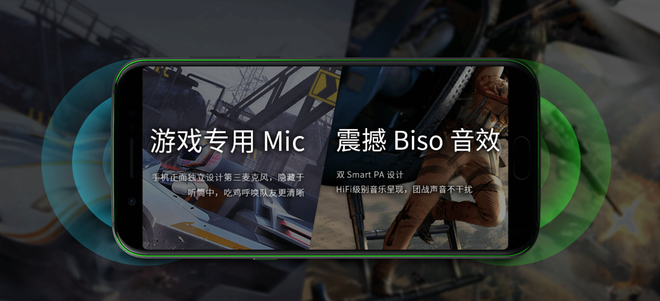 游戏专用 Mic
手机正面独立设计第三麦克风，隐藏于
听筒中，吃鸡呼唤队友更清晰
震撼 Biso 音效
双 Smart PA 设计
HiFi级别音乐呈现，团战声音不干扰